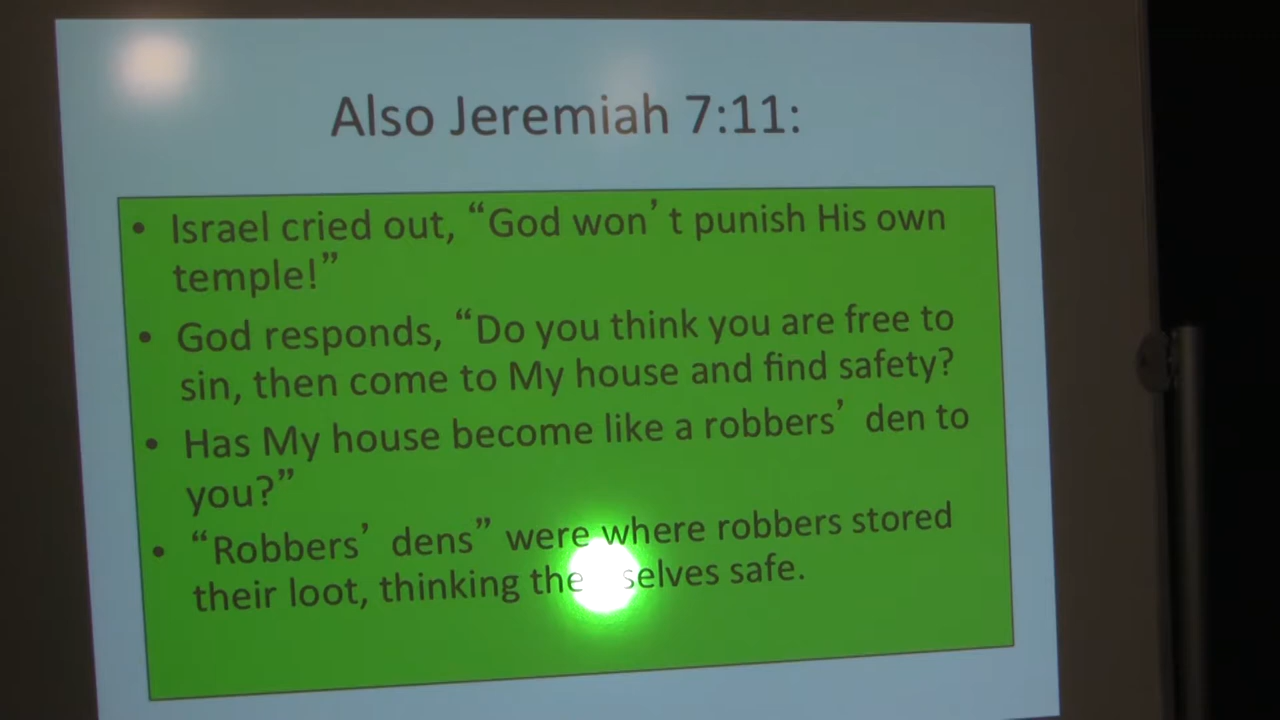 Also Jeremiah 7:11:
• Israel cried out, “God won’t punish His own
temple!”
• God responds, “Do you think you are free to
sin, then come to My house and find safety?
• Has My house become like a robbers’ den to
you?”
• “Robbers’ dens” were where robbers stored
their loot, thinking themselves safe.